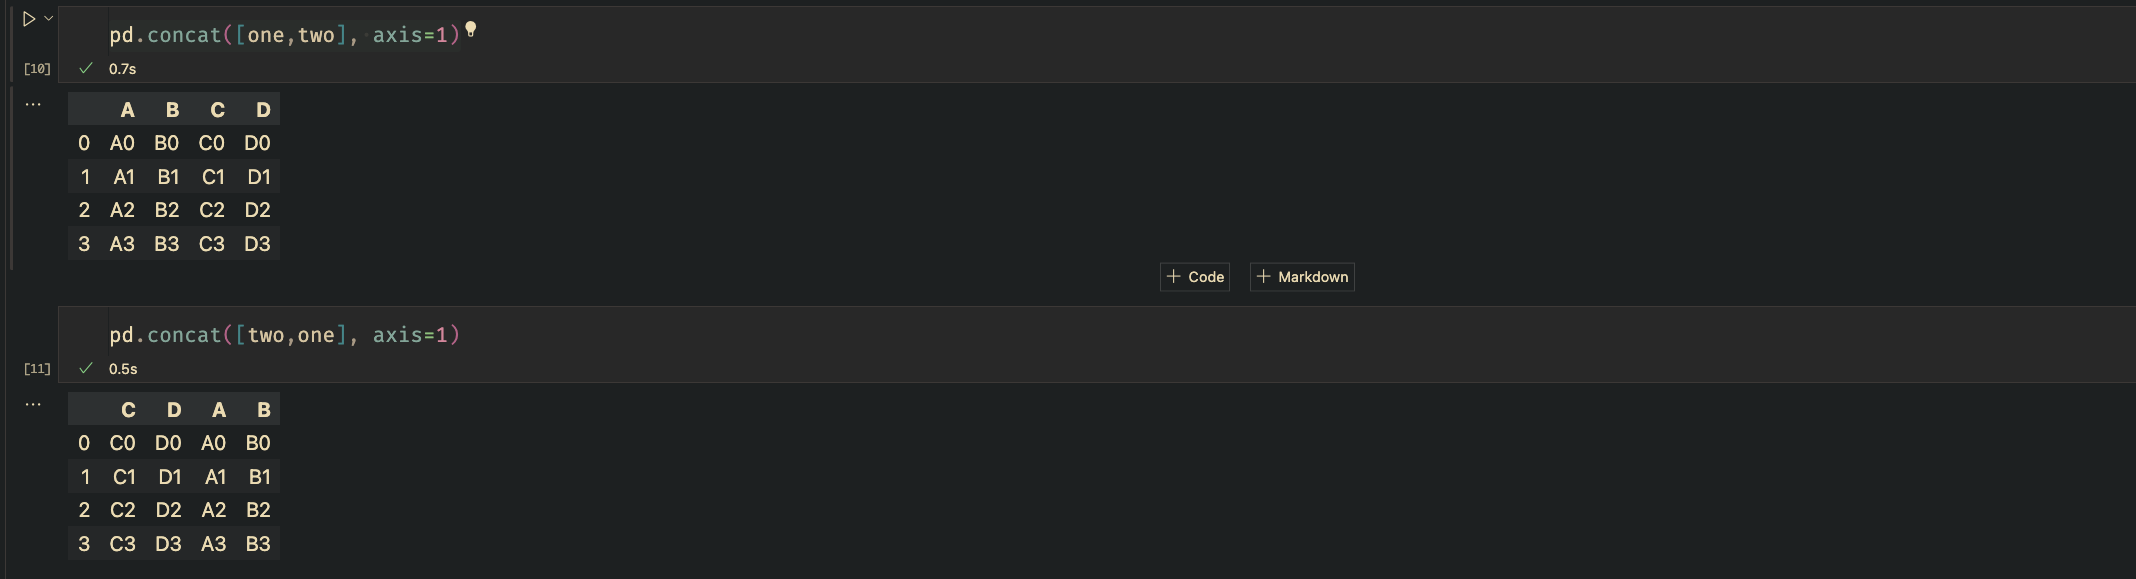 pd.concat([one,two], axis=1)
[10] 0.7s
...
A B C D
0 A0 B0 C0 D0
1 A1 B1 C1 D1
2 A2 B2 C2 D2
3 A3 B3 C3 D3
+ Code + Markdown
pd.concat([two,one], axis=1)
[11] 0.5s
...
C D A B
0 C0 D0 A0 B0
1 C1 D1 A1 B1
2 C2 D2 A2 B2
3 C3 D3 A3 B3